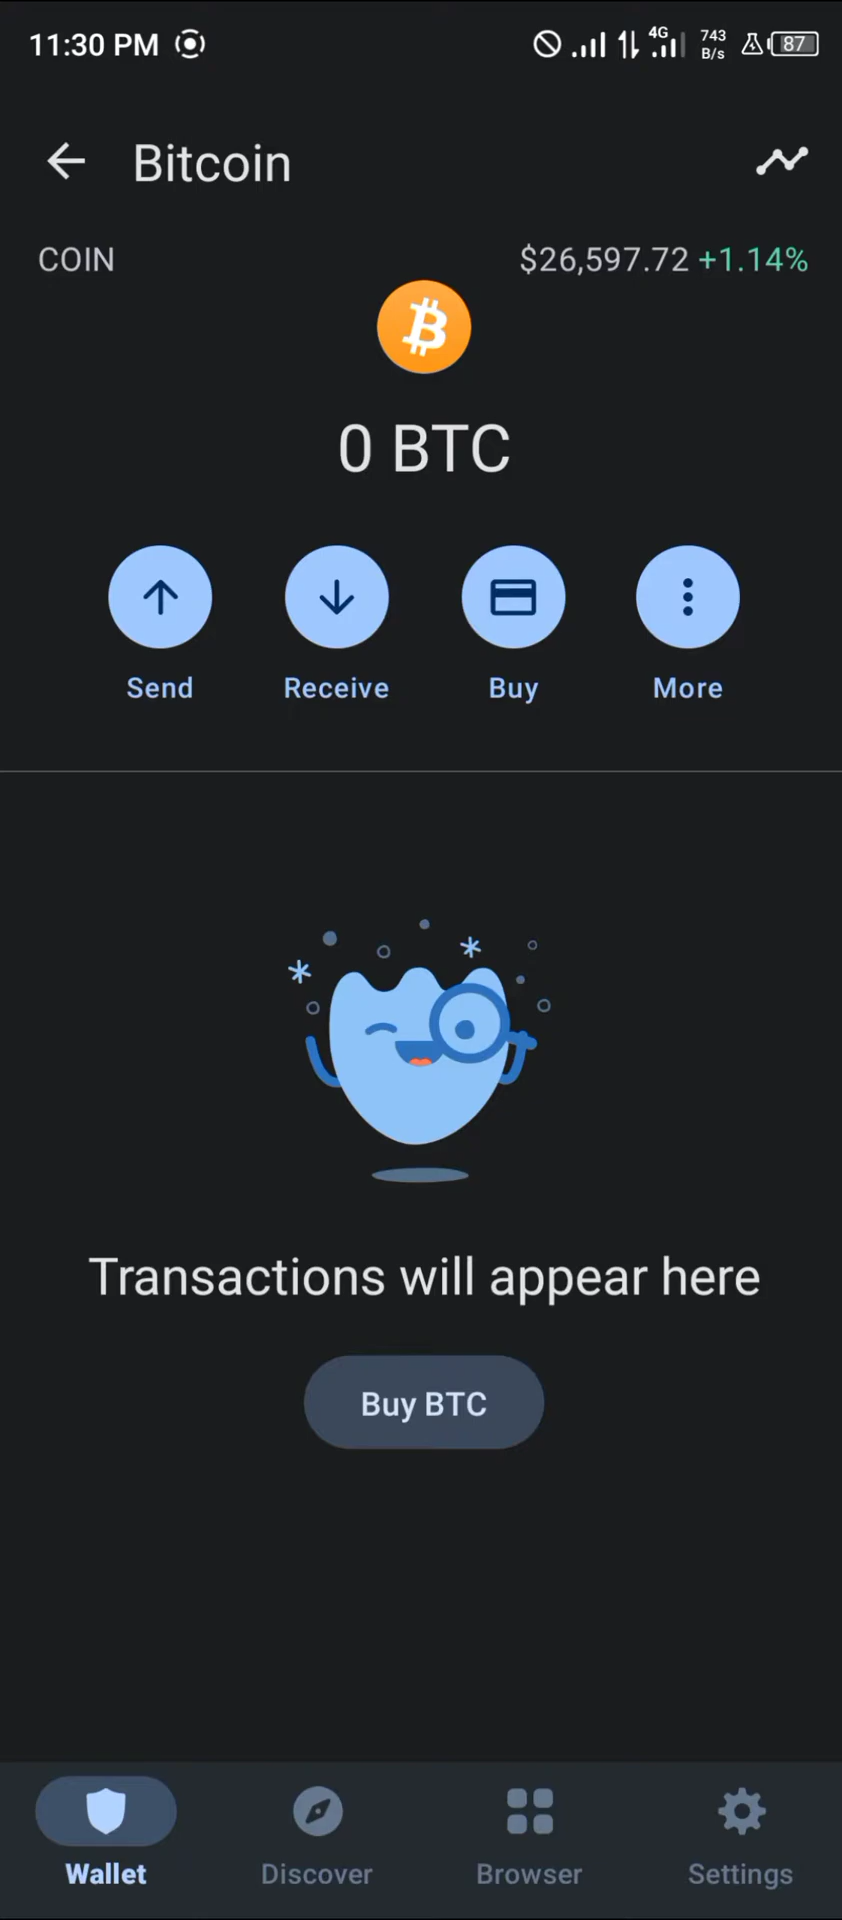 11:30 PM 4G 743 B/s 87
Bitcoin
COIN $26,597.72 +1.14%
0 BTC
Send Receive Buy More
Transactions will appear here
Buy BTC
Wallet Discover Browser Settings